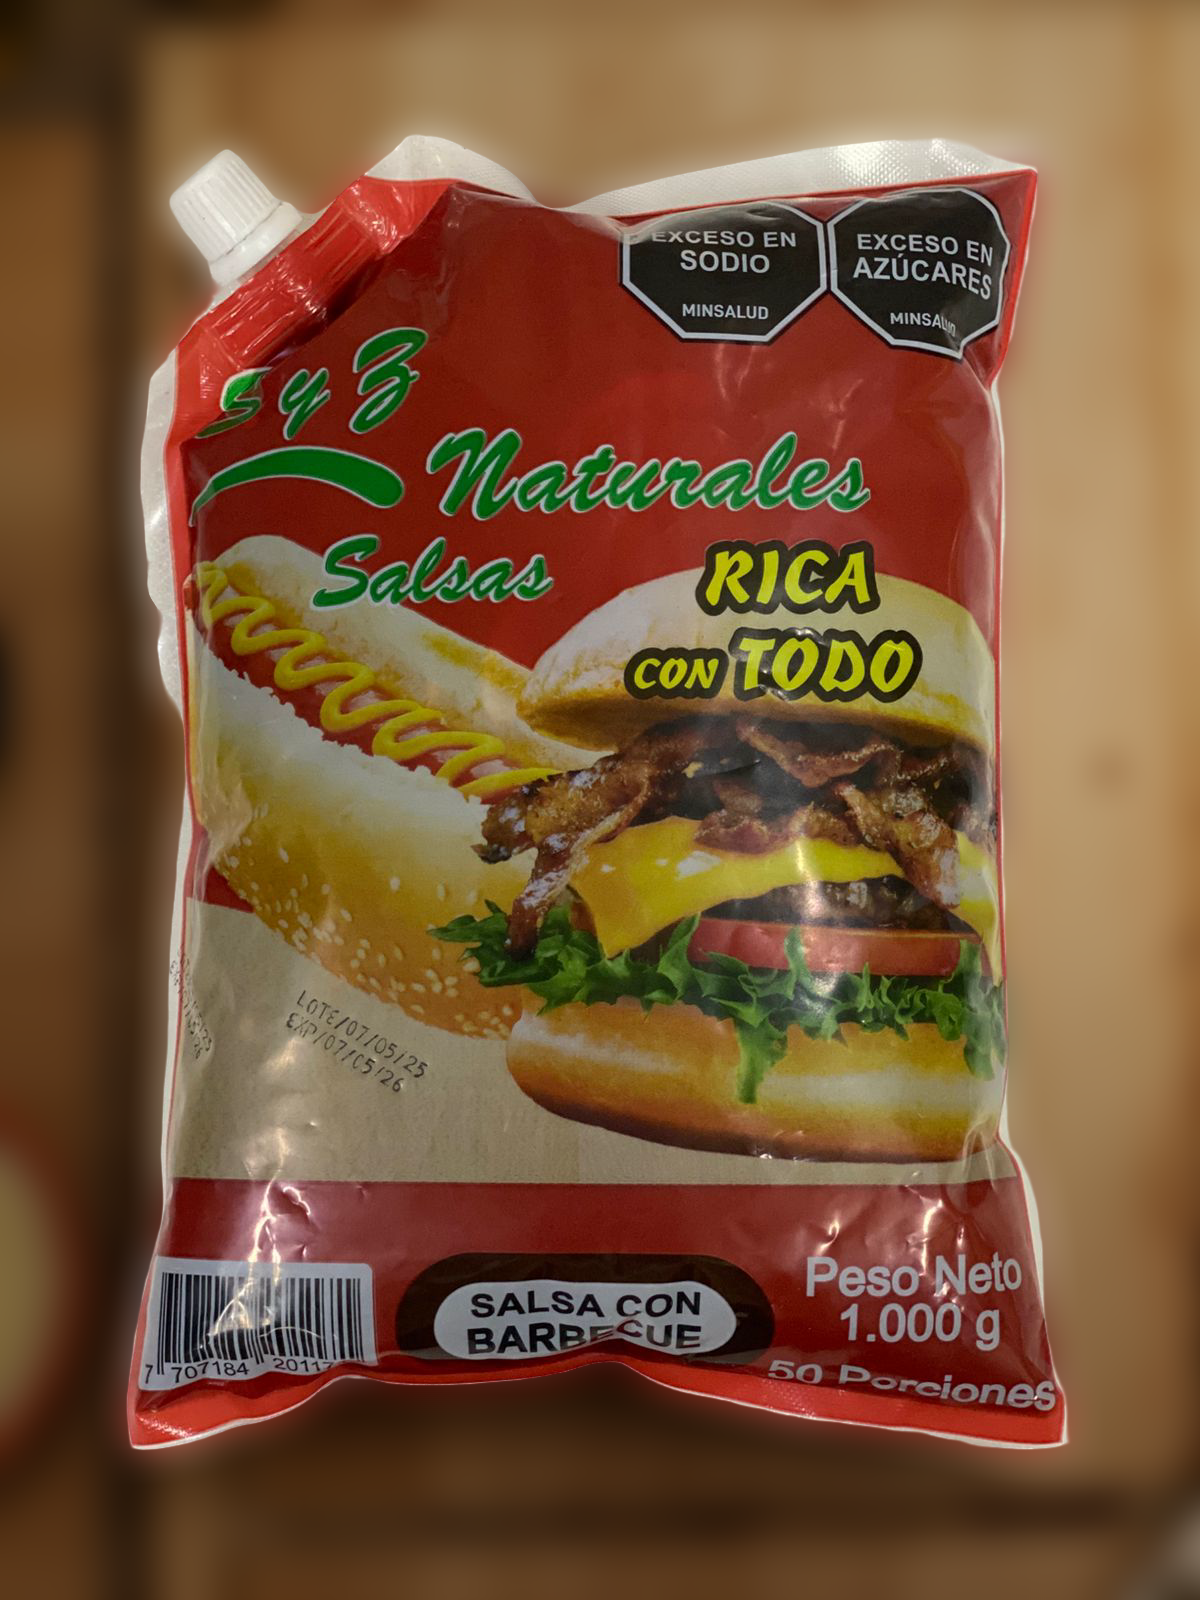 EXCESO EN
SODIO
MINSALUD
EXCESO EN
AZÚCARES
MINSALUD
S y Z
Naturales
Salsas
RICA
CON TODO
LOTE/07/05/25
EXP/07/05/26
SALSA CON
BARBECUE
Peso Neto
1.000 g
50 Porciones
7 707184 20117